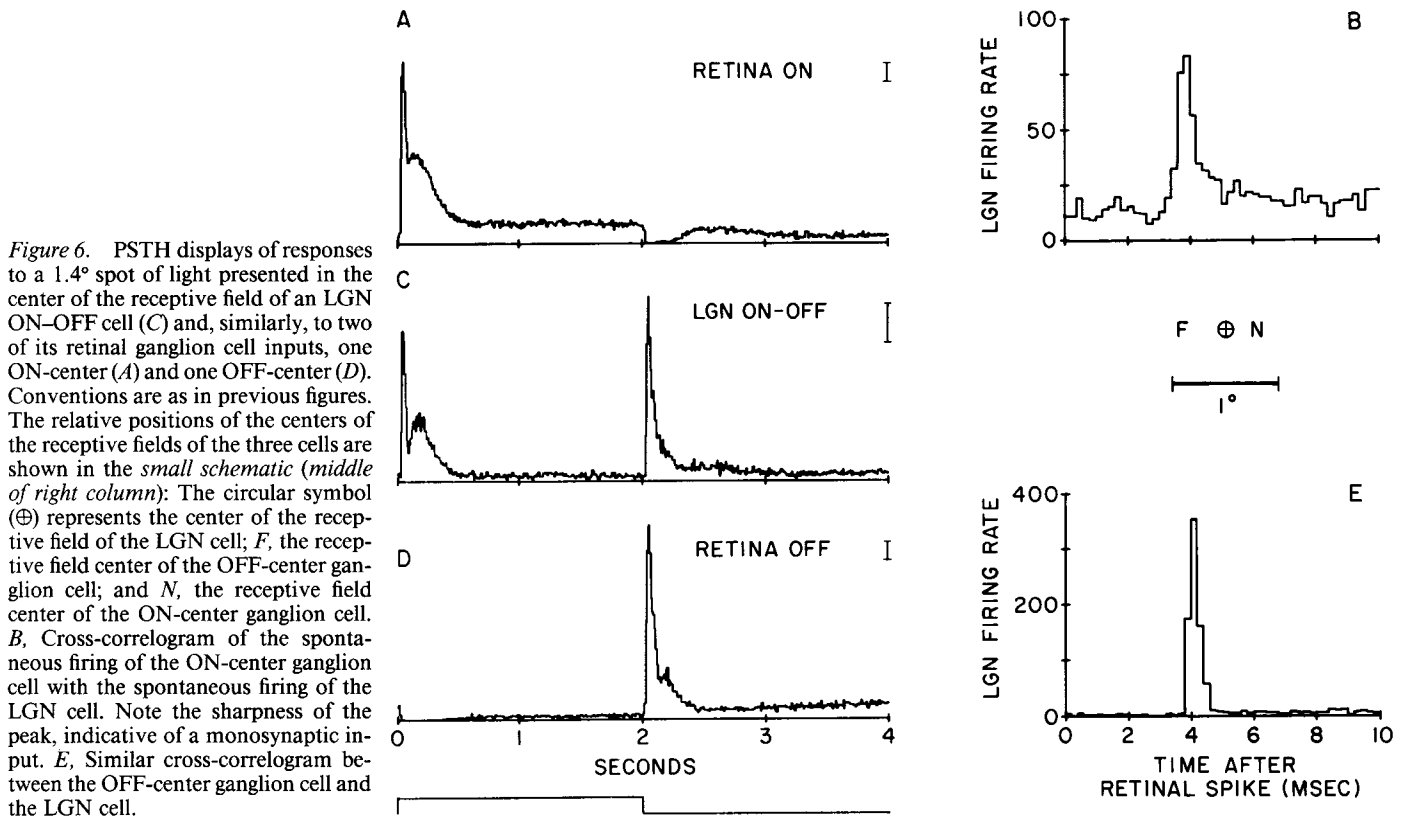 Figure 6. PSTH displays of responses
to a 1.4° spot of light presented in the
center of the receptive field of an LGN
ON–OFF cell (C) and, similarly, to two
of its retinal ganglion cell inputs, one
ON-center (A) and one OFF-center (D).
Conventions are as in previous figures.
The relative positions of the centers of
the receptive fields of the three cells are
shown in the small schematic (middle
of right column): The circular symbol
(⊕) represents the center of the recep-
tive field of the LGN cell; F, the recep-
tive field center of the OFF-center gan-
glion cell; and N, the receptive field
center of the ON-center ganglion cell.
B, Cross-correlogram of the sponta-
neous firing of the ON-center ganglion
cell with the spontaneous firing of the
LGN cell. Note the sharpness of the
peak, indicative of a monosynaptic in-
put. E, Similar cross-correlogram be-
tween the OFF-center ganglion cell and
the LGN cell.
A
RETINA ON
C
LGN ON-OFF
D
RETINA OFF
0 1 2 3 4
SECONDS
B
LGN FIRING RATE
100
50
0
F ⊕ N
1°
E
LGN FIRING RATE
400
200
0
0 2 4 6 8 10
TIME AFTER
RETINAL SPIKE (MSEC)